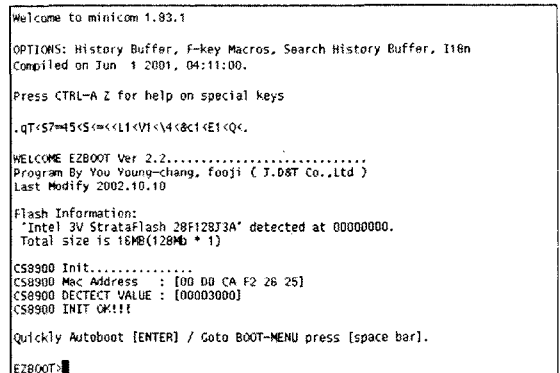 Welcome to minicom 1.83.1
OPTIONS: History Buffer, F-key Macros, Search History Buffer, I18n
Compiled on Jun 1 2001, 04:11:00.
Press CTRL-A Z for help on special keys
WELCOME EZBOOT Ver 2.2............................
Program By You Young-chang, fooji ( J.D&T Co.,Ltd )
Last Modify 2002.10.10
Flash Information:
"Intel 3V StrataFlash 28F128J3A" detected at 00000000.
Total size is 16MB(128Mb * 1)
CS8900 Init...............
CS8900 Mac Address : [00 D0 CA F2 26 25]
CS8900 DECTECT VALUE : [00003000]
CS8900 INIT OK!!!
Quickly Autoboot [ENTER] / Goto BOOT-MENU press [space bar].
EZBOOT>